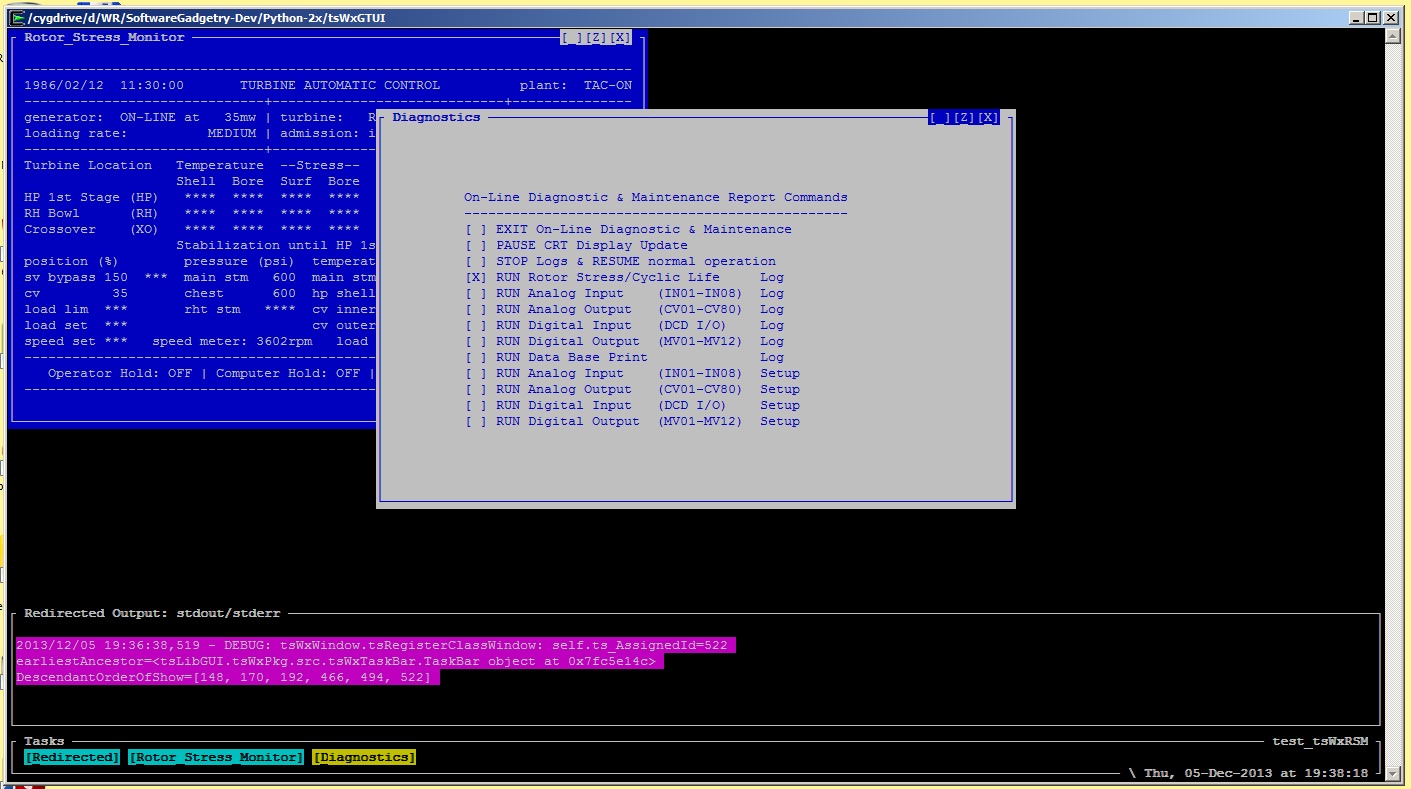 /cygdrive/d/WR/SoftwareGadgetry-Dev/Python-2x/tsWxGTUI
Rotor_Stress_Monitor [_][Z][X]
1986/02/12 11:30:00 TURBINE AUTOMATIC CONTROL plant: TAC-ON
generator: ON-LINE at 35mw | turbine: R
loading rate: MEDIUM | admission: i
Turbine Location Temperature --Stress--
Shell Bore Surf Bore
HP 1st Stage (HP) **** **** **** ****
RH Bowl (RH) **** **** **** ****
Crossover (XO) **** **** **** ****
Stabilization until HP 1s
position (%) pressure (psi) temperat
sv bypass 150 *** main stm 600 main stm
cv 35 chest 600 hp shell
load lim *** rht stm **** cv inner
load set *** cv outer
speed set *** speed meter: 3602rpm load
Operator Hold: OFF | Computer Hold: OFF |
Diagnostics [_][Z][X]
On-Line Diagnostic & Maintenance Report Commands
------------------------------------------------
[ ] EXIT On-Line Diagnostic & Maintenance
[ ] PAUSE CRT Display Update
[ ] STOP Logs & RESUME normal operation
[X] RUN Rotor Stress/Cyclic Life Log
[ ] RUN Analog Input (IN01-IN08) Log
[ ] RUN Analog Output (CV01-CV80) Log
[ ] RUN Digital Input (DCD I/O) Log
[ ] RUN Digital Output (MV01-MV12) Log
[ ] RUN Data Base Print Log
[ ] RUN Analog Input (IN01-IN08) Setup
[ ] RUN Analog Output (CV01-CV80) Setup
[ ] RUN Digital Input (DCD I/O) Setup
[ ] RUN Digital Output (MV01-MV12) Setup
Redirected Output: stdout/stderr
2013/12/05 19:36:38,519 - DEBUG: tsWxWindow.tsRegisterClassWindow: self.ts_AssignedId=522
earliestAncestor=<tsLibGUI.tsWxPkg.src.tsWxTaskBar.TaskBar object at 0x7fc5e14c>
DescendantOrderOfShow=[148, 170, 192, 466, 494, 522]
Tasks test_tsWxRSM
[Redirected] [Rotor_Stress_Monitor] [Diagnostics]
\ Thu, 05-Dec-2013 at 19:38:18